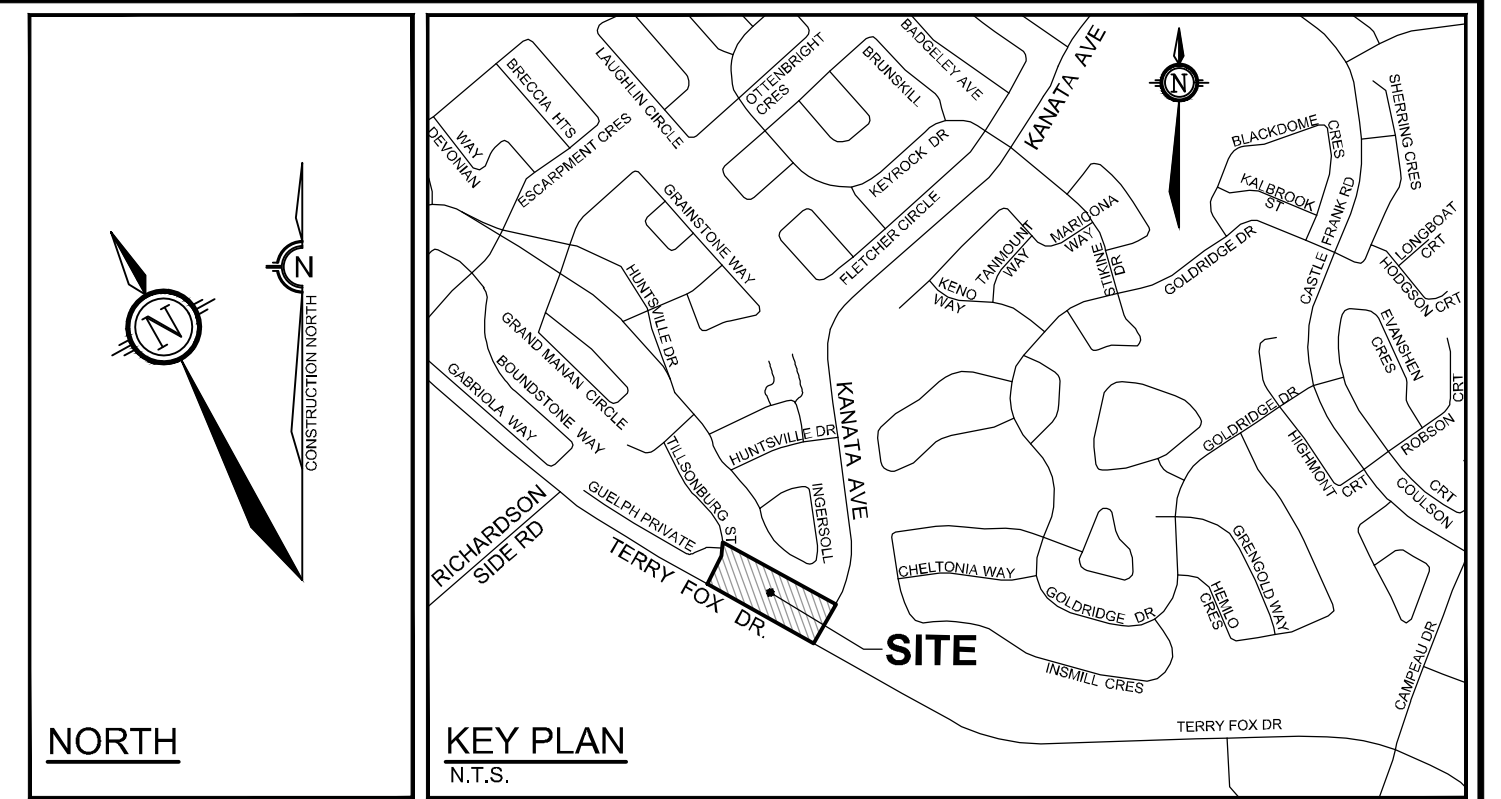 N
N
CONSTRUCTION NORTH
NORTH
BRECCIA HTS
WAY
DEVONIAN
ESCARPMENT CRES
LAUGHLIN CIRCLE
OTTENBRIGHT
CRES
BRUNSKILL
BADGELEY AVE
KANATA AVE
N
KEYROCK DR
FLETCHER CIRCLE
GRAINSTONE WAY
HUNTSVILLE DR
GRAND MANAN CIRCLE
BOUNDSTONE WAY
GABRIOLA WAY
MARICONA
WAY
TANMOUNT
WAY
KENO
WAY
STIKINE
DR
GOLDRIDGE DR
BLACKDOME
CRES
KALBROOK
ST
CASTLE FRANK RD
SHERRING CRES
LONGBOAT
CRT
HODGSON CRT
EVANSHEN
CRES
ROBSON
CRT
GOLDRIDGE DR
HIGHMONT
CRT
COULSON
CRT
KANATA AVE
HUNTSVILLE DR
INGERSOLL
TILLSONBURG ST
GUELPH PRIVATE
RICHARDSON
SIDE RD
TERRY FOX DR.
SITE
CHELTONIA WAY
GOLDRIDGE DR
HEMLO
CRES
GRENGOLD WAY
INSMILL CRES
CAMPEAU DR
TERRY FOX DR
KEY PLAN
N.T.S.